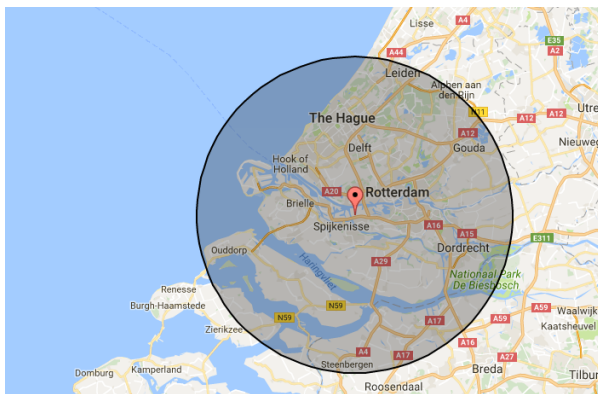 Lisse
A4
A44
E35
A2
Leiden
Alphen aan
den Rijn
N11
A12
Utre
The Hague
A12
A12
Delft
Gouda
Nieuweg
Hook of
Holland
A20
Rotterdam
Brielle
Spijkenisse
A16
A15
E311
Ouddorp
Dordrecht
Haringvliet
A29
Nationaal Park
De Biesbosch
Renesse
Burgh-Haamstede
N59
N59
A59
Waalwijk
A17
A59
Kaatsheuvel
Zierikzee
A16
A4
A17
A27
Steenbergen
Domburg
Kamperland
Breda
Tilbur
Roosendaal